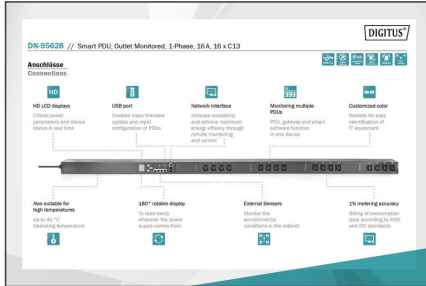 DIGITUS®
DN-95628 // Smart PDU, Outlet Monitored, 1-Phase, 16A, 16 x C13
Anschlüsse
Connections
HD
HD LCD displays
Critical power
parameters and device
status in real time
USB port
Enables mass firmware
update and rapid
configuration of PDUs
Network interface
Increase availability
and achieve maximum
energy effiency through
remote monitoring
and control
Monitoring multiple
PDUs
PDU, gateway and smart
software function
in one device
Customized color
Sockets for easy
identification of
IT equipment
Also suitable for
high temperatures
Up to 45 °C
Operating temperature
180° rotable display
To read easily
wherever the power
supply comes from
External Sensors
Monitor the
environmental
conditions in the cabinet
1% metering accuracy
Billing of consumption
data according to ANSI
and IEC standards